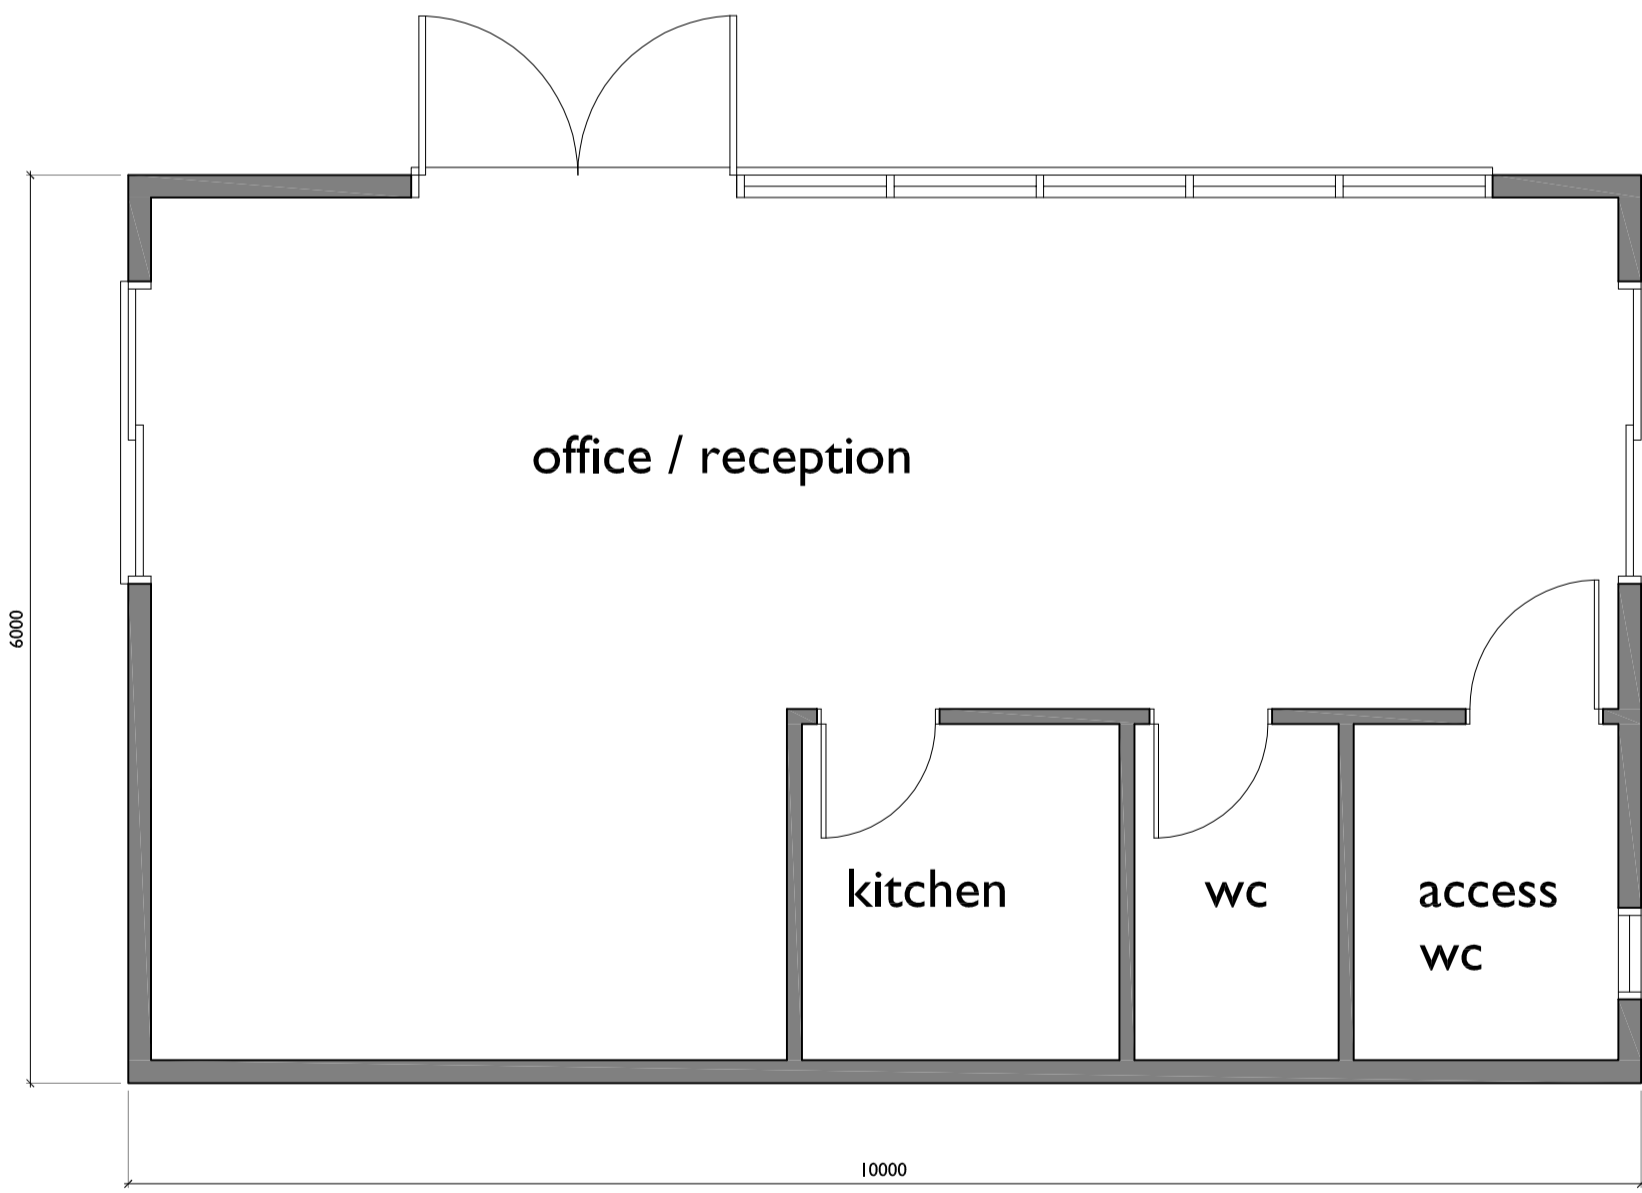 office / reception
6000
kitchen
wc
access
wc
10000